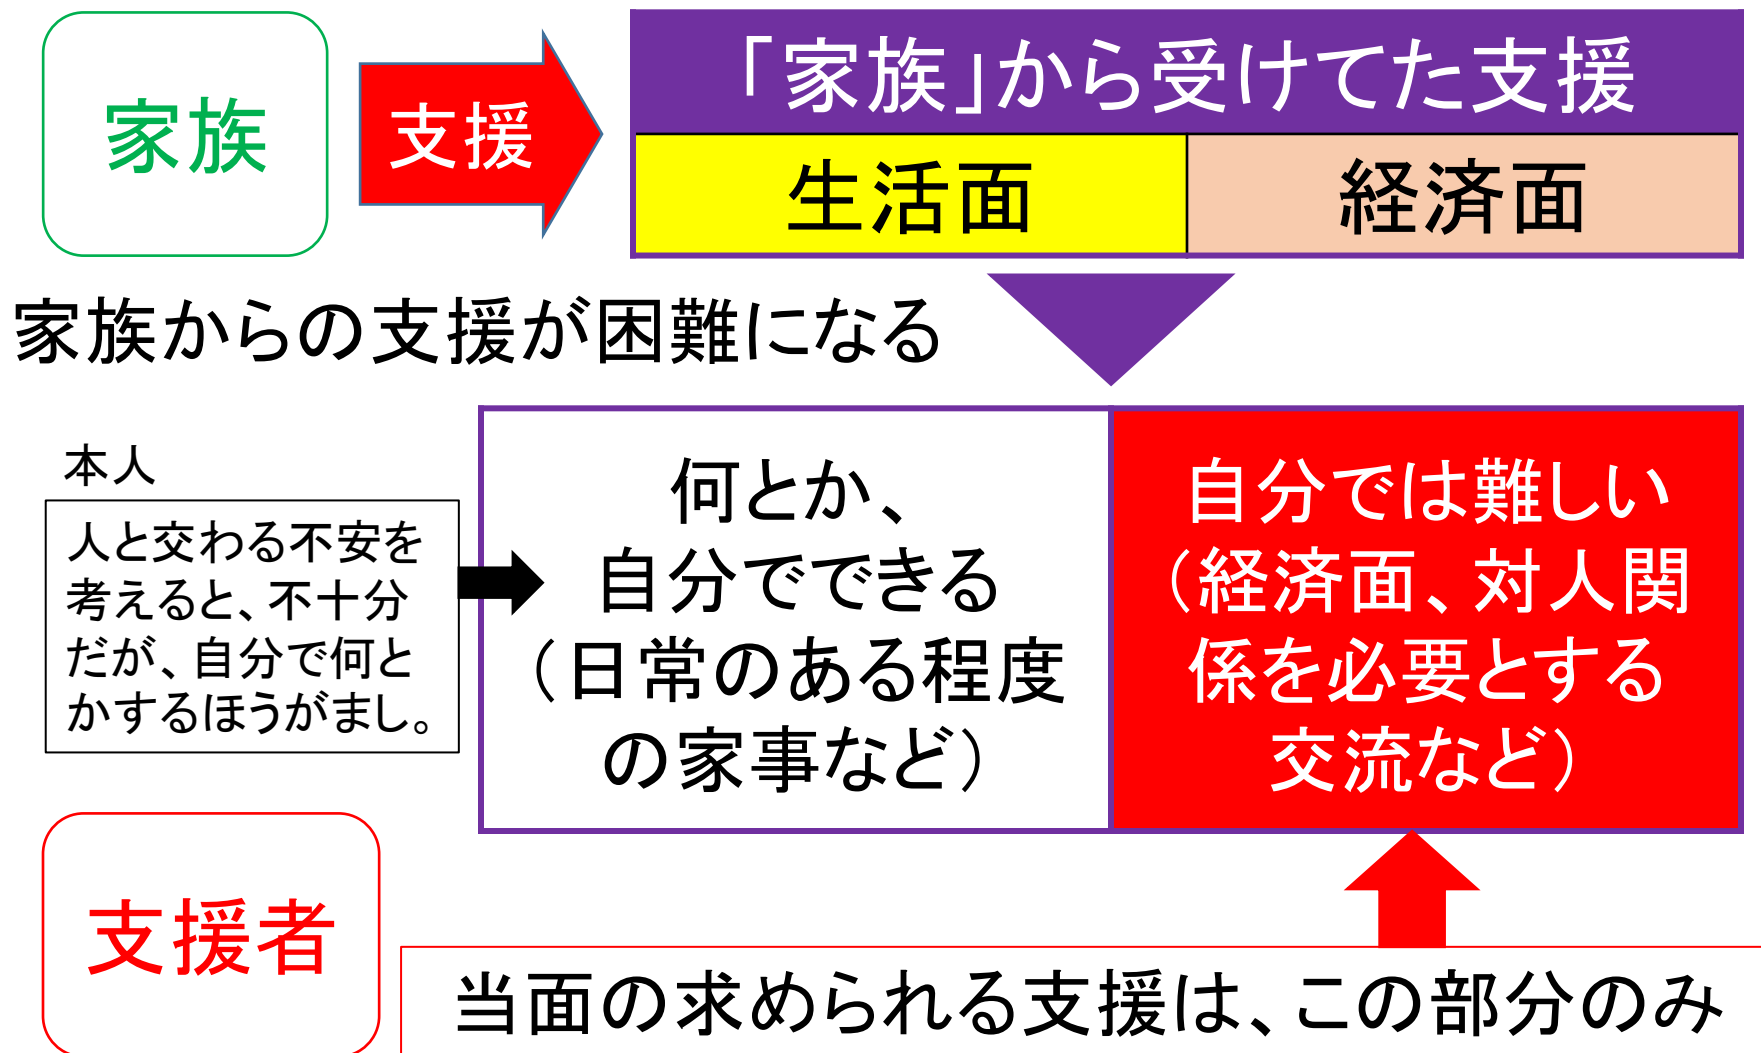 家族
支援
「家族」から受けてた支援
生活面
経済面
家族からの支援が困難になる
本人
人と交わる不安を
考えると、不十分
だが、自分で何と
かするほうがまし。
何とか、
自分でできる
（日常のある程度
の家事など）
自分では難しい
（経済面、対人関
係を必要とする
交流など）
支援者
当面の求められる支援は、この部分のみ